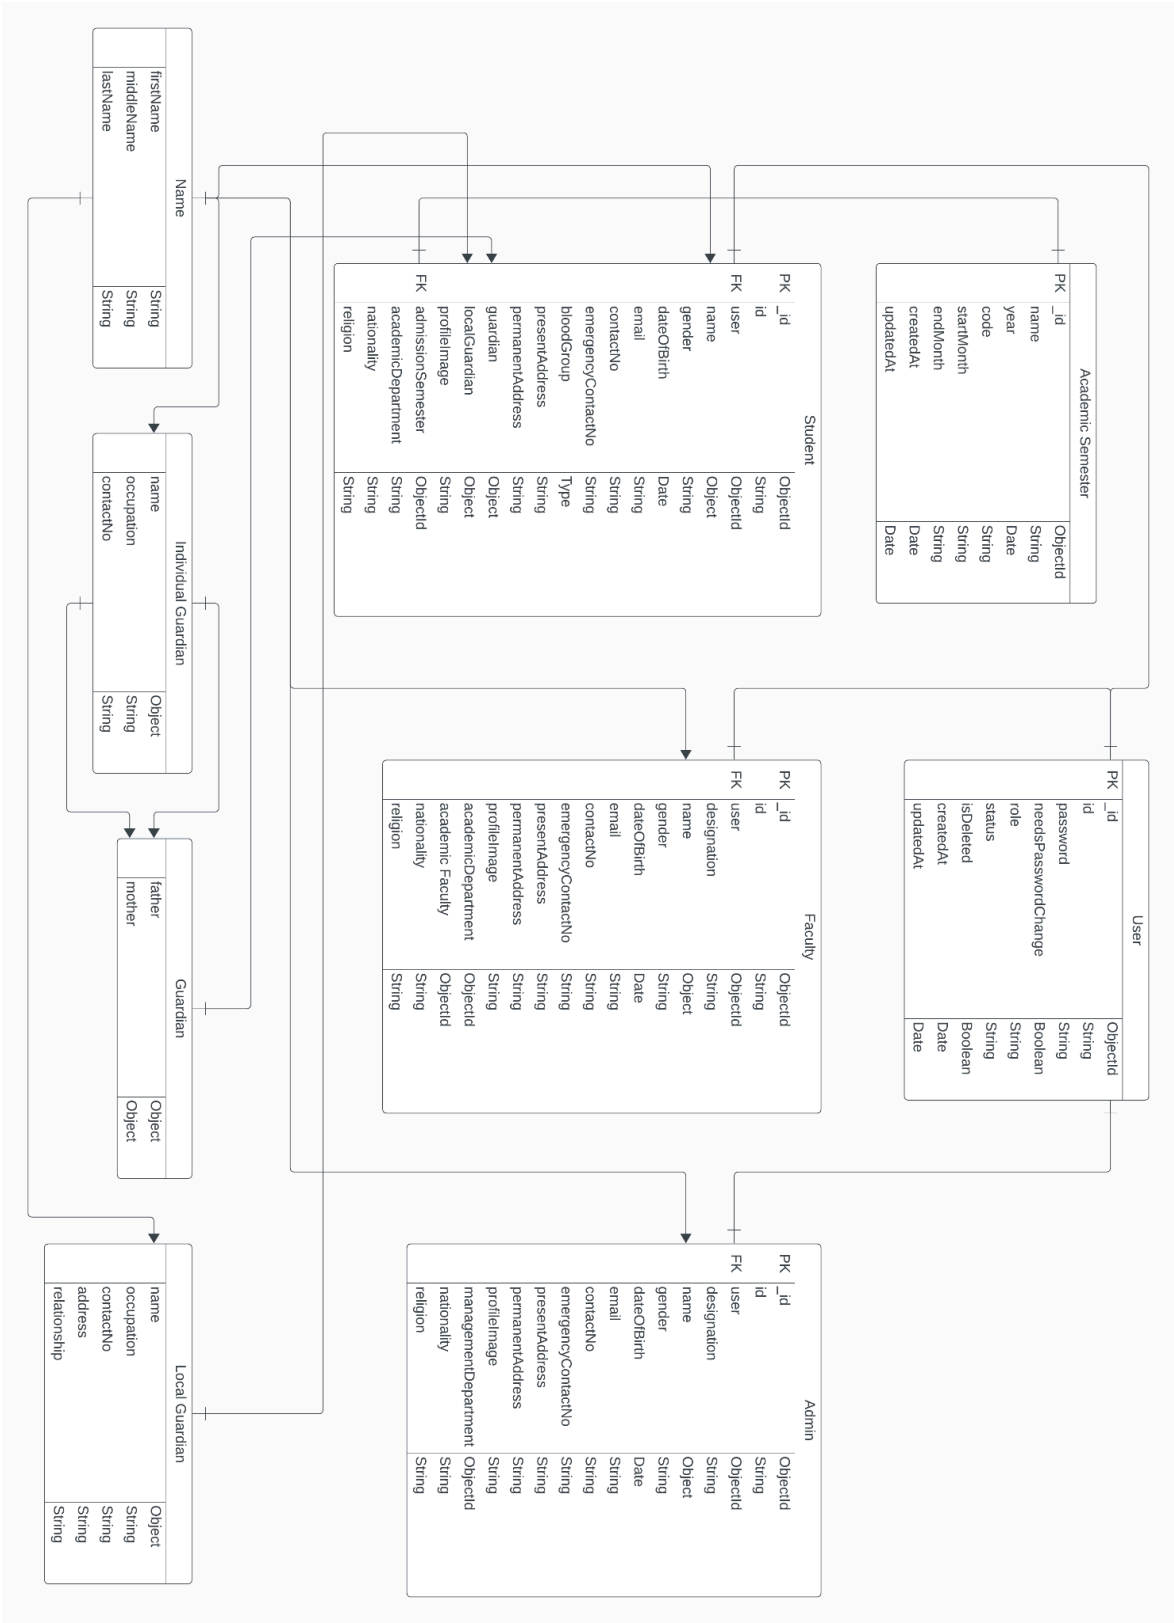 Academic Semester
PK _id ObjectId
name String
year Date
code String
startMonth String
endMonth String
createdAt Date
updatedAt Date
User
PK _id ObjectId
id String
password String
needsPasswordChange Boolean
role String
status String
isDeleted Boolean
createdAt Date
updatedAt Date
Student
PK _id ObjectId
id String
FK user ObjectId
name Object
gender String
dateOfBirth Date
email String
contactNo String
emergencyContactNo String
bloodGroup Type
presentAddress String
permanentAddress String
guardian Object
localGuardian Object
profileImage String
FK admissionSemester ObjectId
academicDepartment String
nationality String
religion String
Faculty
PK _id ObjectId
id String
FK user ObjectId
designation String
name Object
gender String
dateOfBirth Date
email String
contactNo String
emergencyContactNo String
presentAddress String
permanentAddress String
profileImage String
academicDepartment ObjectId
academic Faculty ObjectId
nationality String
religion String
Admin
PK _id ObjectId
id String
FK user ObjectId
designation String
name Object
gender String
dateOfBirth Date
email String
contactNo String
emergencyContactNo String
presentAddress String
permanentAddress String
profileImage String
managementDepartment ObjectId
nationality String
religion String
Name
firstName String
middleName String
lastName String
Individual Guardian
name Object
occupation String
contactNo String
Guardian
father Object
mother Object
Local Guardian
name Object
occupation String
contactNo String
address String
relationship String